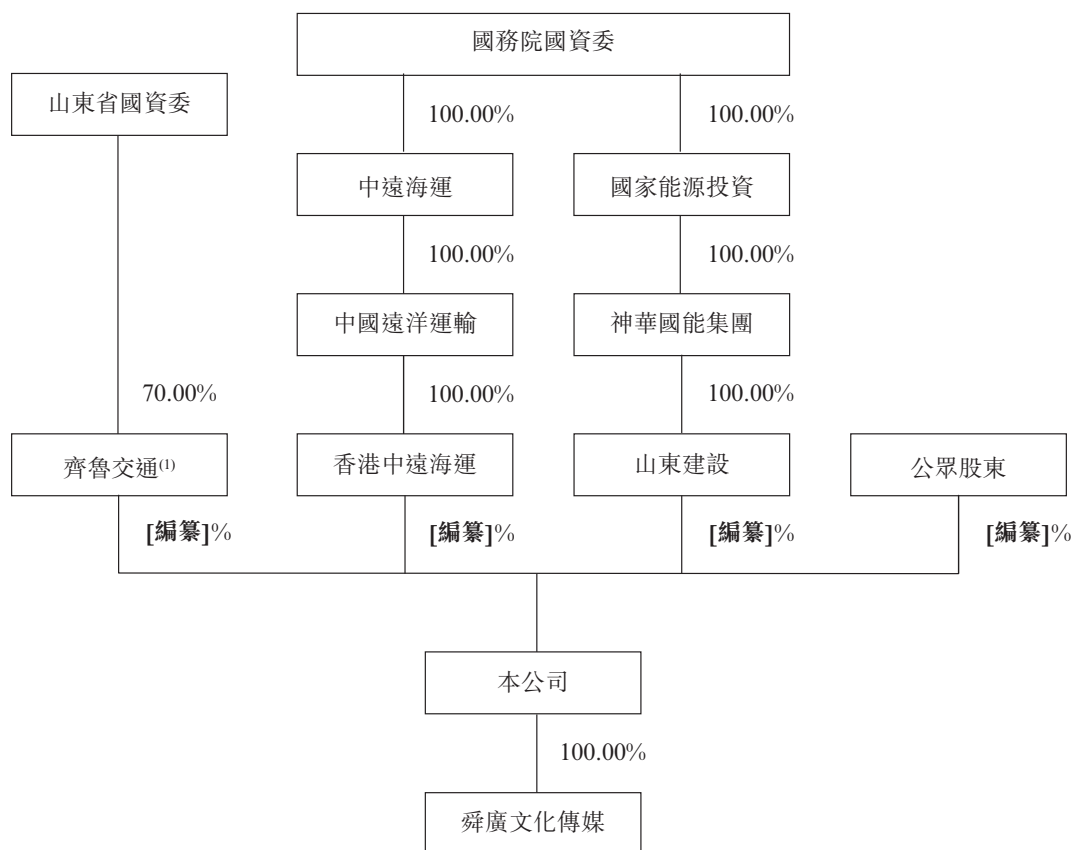 國務院國資委
山東省國資委
100.00%
100.00%
中遠海運
國家能源投資
100.00%
100.00%
中國遠洋運輸
神華國能集團
70.00%
100.00%
100.00%
齊魯交通(1)
香港中遠海運
山東建設
公眾股東
[編纂]%
[編纂]%
[編纂]%
[編纂]%
本公司
100.00%
舜廣文化傳媒